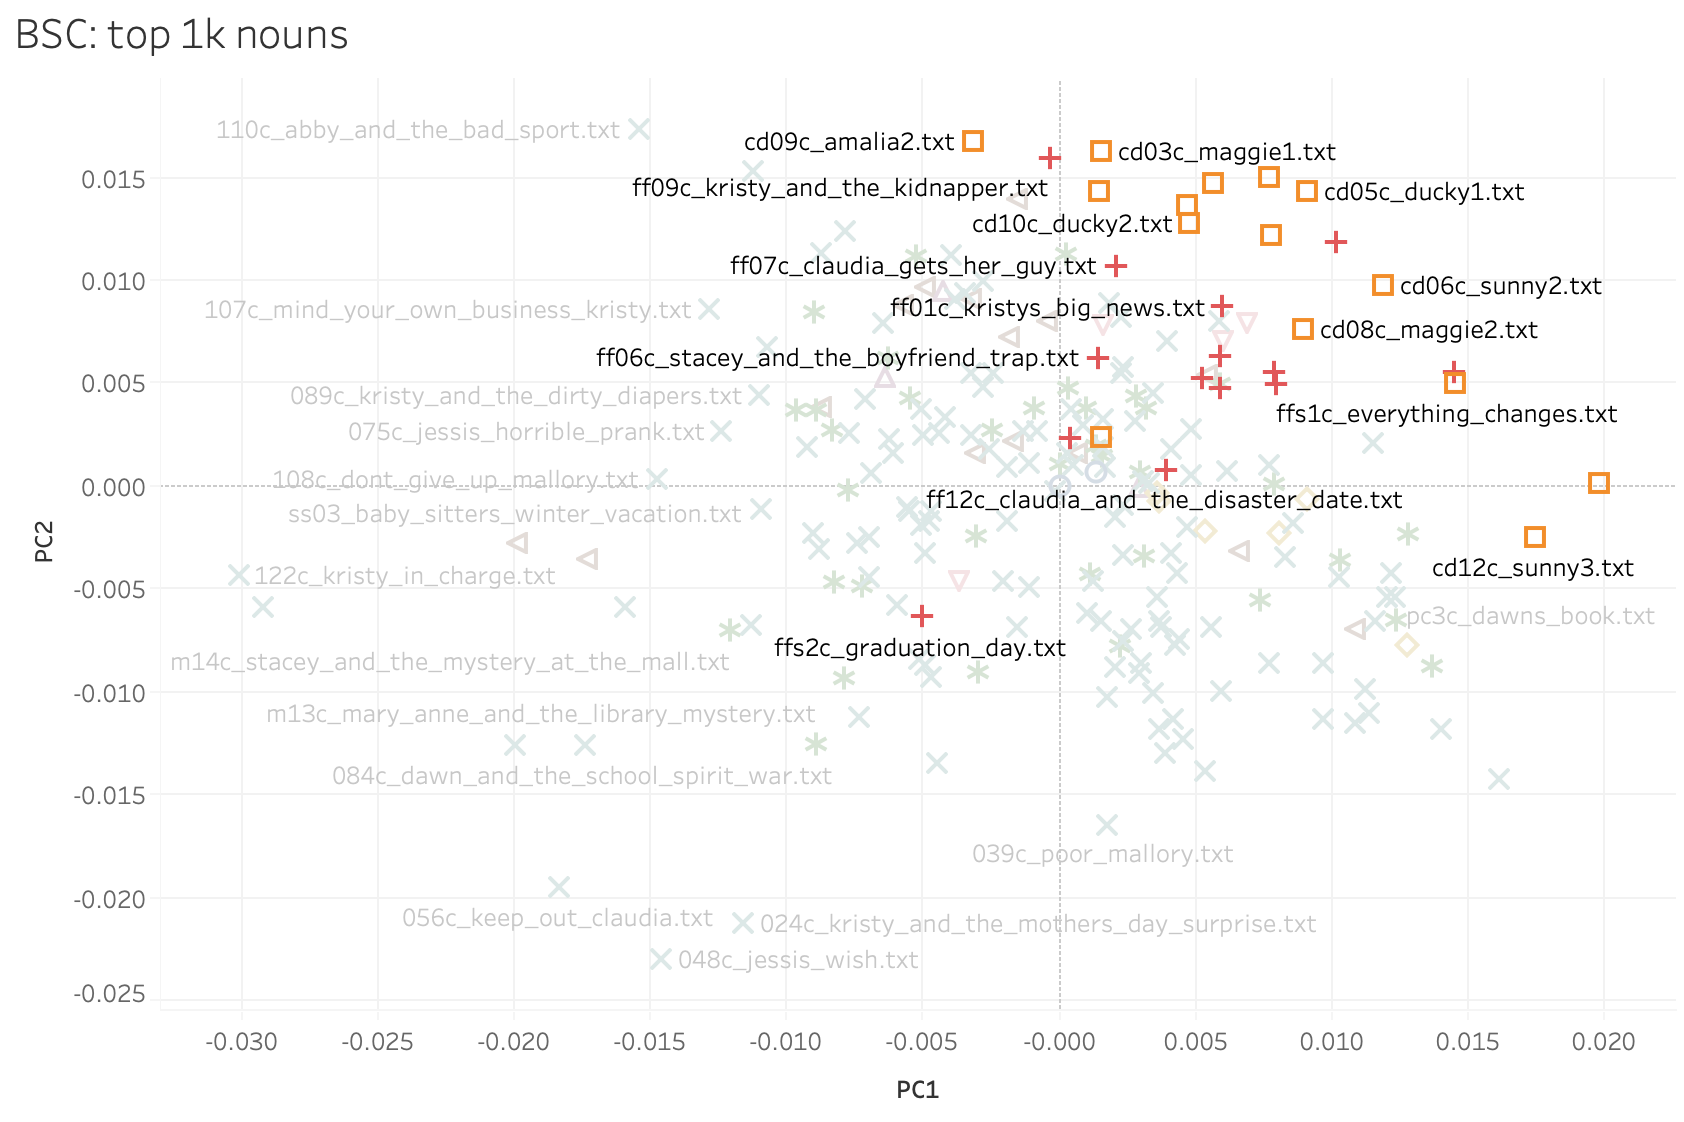 BSC: top 1k nouns
110c_abby_and_the_bad_sport.txt
cd09c_amalia2.txt
cd03c_maggie1.txt
0.015
ff09c_kristy_and_the_kidnapper.txt
cd05c_ducky1.txt
cd10c_ducky2.txt
ff07c_claudia_gets_her_guy.txt
0.010
cd06c_sunny2.txt
107c_mind_your_own_business_kristy.txt
ff01c_kristys_big_news.txt
cd08c_maggie2.txt
ff06c_stacey_and_the_boyfriend_trap.txt
0.005
089c_kristy_and_the_dirty_diapers.txt
ffs1c_everything_changes.txt
075c_jessis_horrible_prank.txt
108c_dont_give_up_mallory.txt
0.000
ff12c_claudia_and_the_disaster_date.txt
ss03_baby_sitters_winter_vacation.txt
PC2
cd12c_sunny3.txt
122c_kristy_in_charge.txt
-0.005
pc3c_dawns_book.txt
ffs2c_graduation_day.txt
m14c_stacey_and_the_mystery_at_the_mall.txt
-0.010
m13c_mary_anne_and_the_library_mystery.txt
084c_dawn_and_the_school_spirit_war.txt
-0.015
039c_poor_mallory.txt
-0.020
056c_keep_out_claudia.txt
024c_kristy_and_the_mothers_day_surprise.txt
048c_jessis_wish.txt
-0.025
-0.030 -0.025 -0.020 -0.015 -0.010 -0.005 -0.000 0.005 0.010 0.015 0.020
PC1